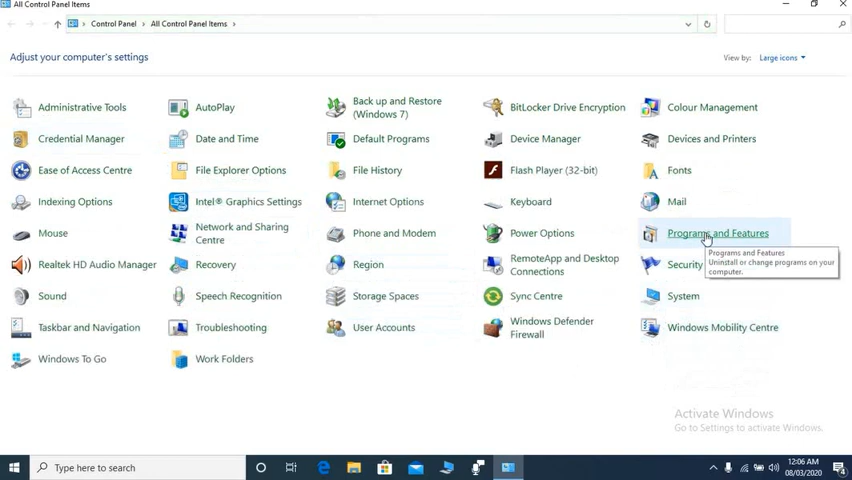 All Control Panel Items
Control Panel > All Control Panel Items >
Adjust your computer's settings
View by: Large icons
Administrative Tools
AutoPlay
Back up and Restore
(Windows 7)
BitLocker Drive Encryption
Colour Management
Credential Manager
Date and Time
Default Programs
Device Manager
Devices and Printers
Ease of Access Centre
File Explorer Options
File History
Flash Player (32-bit)
Fonts
Indexing Options
Intel® Graphics Settings
Internet Options
Keyboard
Mail
Mouse
Network and Sharing
Centre
Phone and Modem
Power Options
Programs and Features
Programs and Features
Uninstall or change programs on your
computer.
Realtek HD Audio Manager
Recovery
Region
RemoteApp and Desktop
Connections
Security
Sound
Speech Recognition
Storage Spaces
Sync Centre
System
Taskbar and Navigation
Troubleshooting
User Accounts
Windows Defender
Firewall
Windows Mobility Centre
Windows To Go
Work Folders
Activate Windows
Go to Settings to activate Windows.
Type here to search
12:06 AM
08/03/2020
4